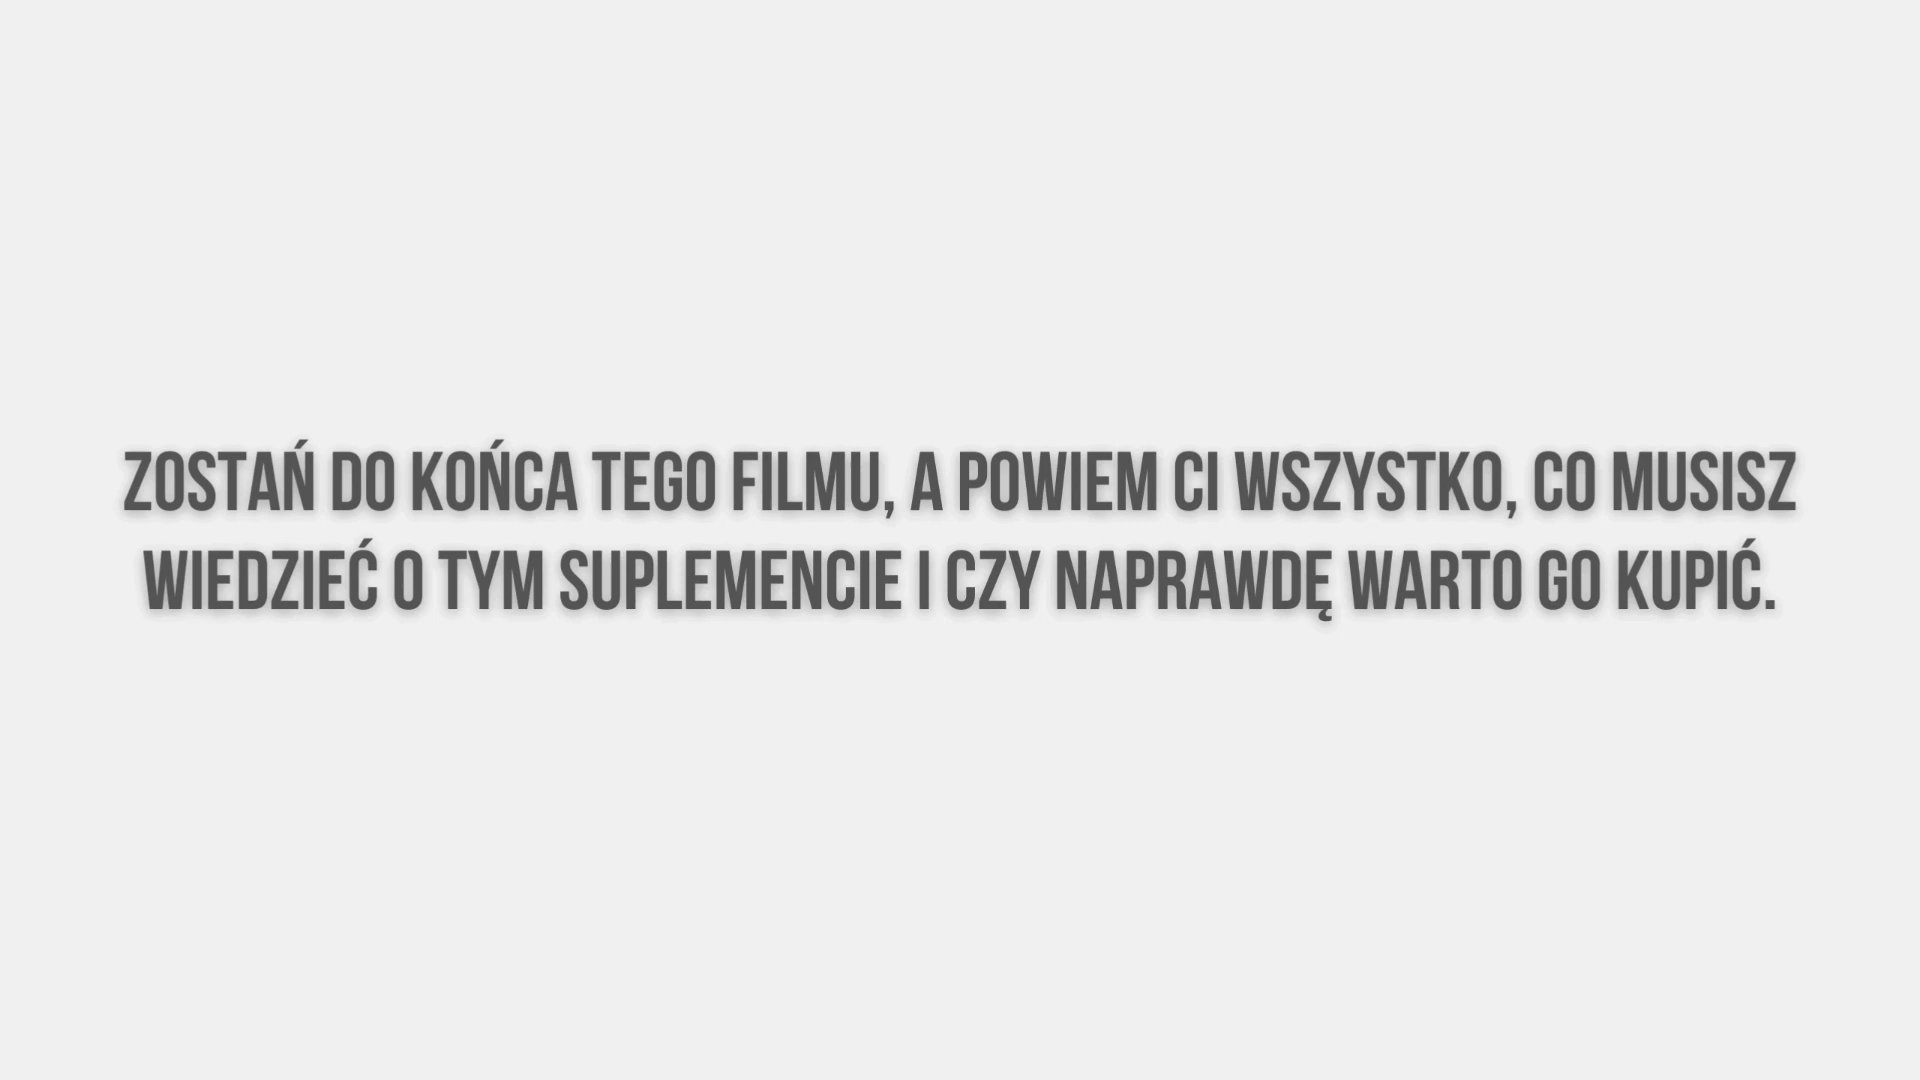 ZOSTAŃ DO KOŃCA TEGO FILMU, A POWIEM CI WSZYSTKO, CO MUSISZ
WIEDZIEĆ O TYM SUPLEMENCIE I CZY NAPRAWDĘ WARTO GO KUPIĆ.